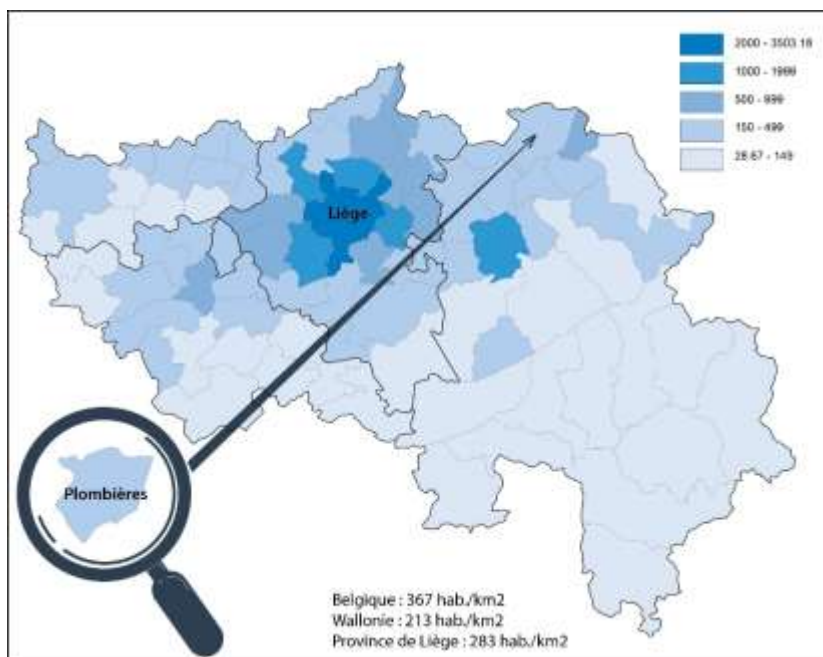 2000 - 3503.18
1000 - 1999
500 - 999
150 - 499
28.67 - 149
Liège
Plombières
Belgique : 367 hab./km2
Wallonie : 213 hab./km2
Province de Liège : 283 hab./km2